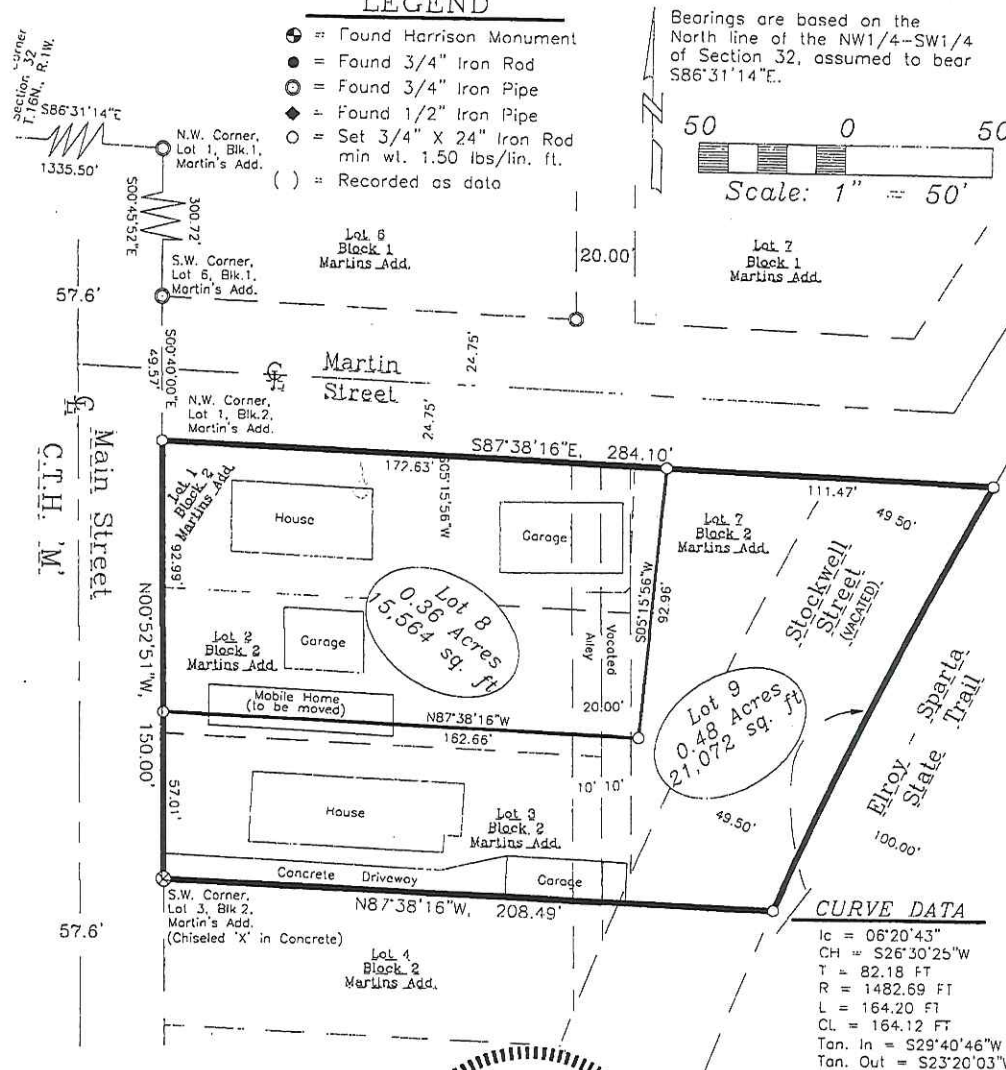 LEGEND
= Found Harrison Monument
= Found 3/4" Iron Rod
= Found 3/4" Iron Pipe
= Found 1/2" Iron Pipe
= Set 3/4" X 24" Iron Rod
min wt. 1.50 lbs/lin. ft.
( ) = Recorded as data
Bearings are based on the
North line of the NW1/4-SW1/4
of Section 32, assumed to bear
S86°31'14"E.
50 0 50
Scale: 1" = 50'
Corner
Section 32
T.16N., R.1W.
S86°31'14"E
1335.50'
N.W. Corner,
Lot 1, Blk.1,
Martin's Add.
S00°45'52"E
300.72'
S.W. Corner,
Lot 6, Blk.1,
Martin's Add.
57.6'
Lot 6
Block 1
Martins Add.
20.00'
Lot 7
Block 1
Martins Add.
S00°40'00"E
49.57'
Martin
Street
24.75'
24.75'
N.W. Corner,
Lot 1, Blk.2,
Martin's Add.
Main Street
C.T.H. 'M'
S87°38'16"E, 284.10'
172.63'
S05°15'56"W
111.47'
49.50'
Lot 1
Block 2
Martins Add.
House
Garage
Lot 7
Block 2
Martins Add.
92.99'
Lot 8
0.36 Acres
15,564 sq. ft
S05°15'56"W
92.96'
Stockwell
Street
(VACATED)
N00°52'51"W, 150.00'
Lot 2
Block 2
Martins Add.
Garage
Vacated
Alley
20.00'
Mobile Home
(to be moved)
N87°38'16"W
162.66'
Lot 9
0.48 Acres
21,072 sq. ft
Elroy - Sparta
State Trail
100.00'
57.01'
House
10' 10'
49.50'
Lot 3
Block 2
Martins Add.
Concrete Driveway
Garage
N87°38'16"W, 208.49'
S.W. Corner,
Lot 3, Blk 2,
Martin's Add.
(Chiseled 'X' in Concrete)
57.6'
Lot 4
Block 2
Martins Add.
CURVE DATA
Ic = 06°20'43"
CH = S26°30'25"W
T = 82.18 FT
R = 1482.69 FT
L = 164.20 FT
CL = 164.12 FT
Tan. In = S29°40'46"W
Tan. Out = S23°20'03"W